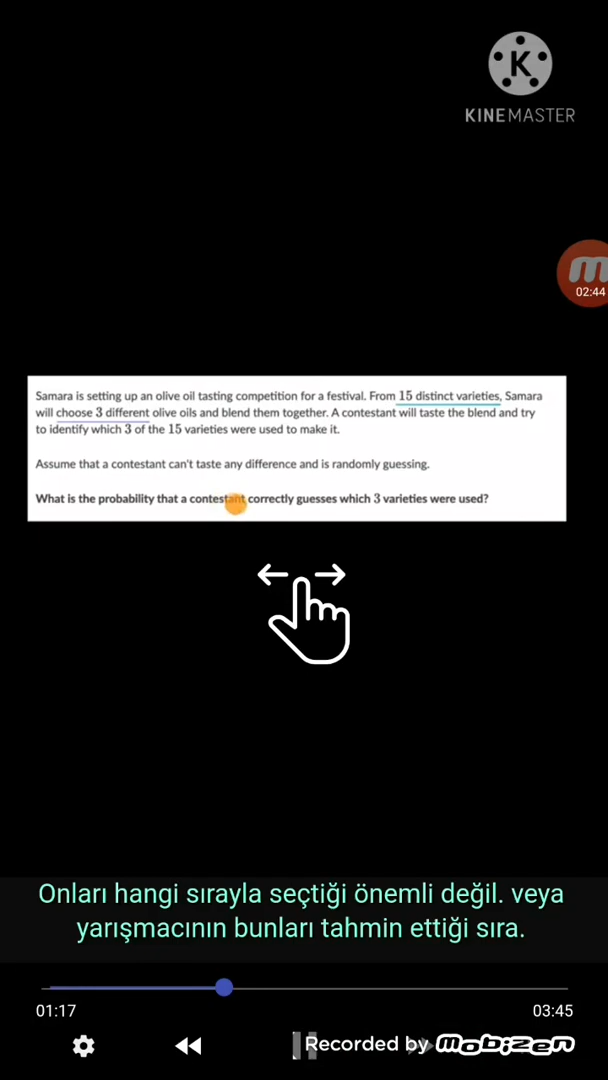 K
KINEMASTER
02:44
Samara is setting up an olive oil tasting competition for a festival. From 15 distinct varieties, Samara
will choose 3 different olive oils and blend them together. A contestant will taste the blend and try
to identify which 3 of the 15 varieties were used to make it.
Assume that a contestant can't taste any difference and is randomly guessing.
What is the probability that a contestant correctly guesses which 3 varieties were used?
Onları hangi sırayla seçtiği önemli değil. veya
yarışmacının bunları tahmin ettiği sıra.
01:17
03:45
Recorded by mobizen